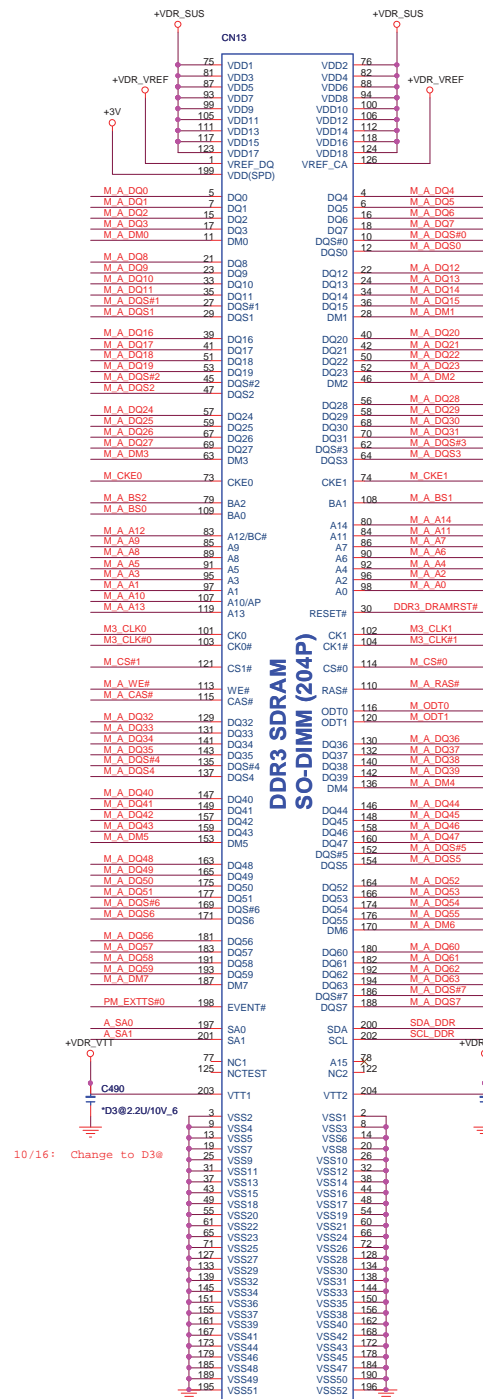 +VDR_SUS +VDR_SUS
CN13
75 VDD1 VDD2 76
81 VDD3 VDD4 82
+VDR_VREF 87 VDD5 VDD6 88 +VDR_VREF
93 VDD7 VDD8 94
99 VDD9 VDD10 100
+3V 105 VDD11 VDD12 106
111 VDD13 VDD14 112
117 VDD15 VDD16 118
123 VDD17 VDD18 124
1 VREF_DQ VREF_CA 126
199 VDD(SPD)
M_A_DQ0 5 DQ0 DQ4 4 M_A_DQ4
M_A_DQ1 7 DQ1 DQ5 6 M_A_DQ5
M_A_DQ2 15 DQ2 DQ6 16 M_A_DQ6
M_A_DQ3 17 DQ3 DQ7 18 M_A_DQ7
M_A_DM0 11 DM0 DQS#0 10 M_A_DQS#0
DQS0 12 M_A_DQS0
M_A_DQ8 21 DQ8
M_A_DQ9 23 DQ9 DQ12 22 M_A_DQ12
M_A_DQ10 33 DQ10 DQ13 24 M_A_DQ13
M_A_DQ11 35 DQ11 DQ14 34 M_A_DQ14
M_A_DQS#1 27 DQS#1 DQ15 36 M_A_DQ15
M_A_DQS1 29 DQS1 DM1 28 M_A_DM1
M_A_DQ16 39 DQ16 DQ20 40 M_A_DQ20
M_A_DQ17 41 DQ17 DQ21 42 M_A_DQ21
M_A_DQ18 51 DQ18 DQ22 50 M_A_DQ22
M_A_DQ19 53 DQ19 DQ23 52 M_A_DQ23
M_A_DQS#2 45 DQS#2 DM2 46 M_A_DM2
M_A_DQS2 47 DQS2
DQ28 56 M_A_DQ28
M_A_DQ24 57 DQ24 DQ29 58 M_A_DQ29
M_A_DQ25 59 DQ25 DQ30 68 M_A_DQ30
M_A_DQ26 67 DQ26 DQ31 70 M_A_DQ31
M_A_DQ27 69 DQ27 DQS#3 62 M_A_DQS#3
M_A_DM3 63 DM3 DQS3 64 M_A_DQS3
M_CKE0 73 CKE0 CKE1 74 M_CKE1
M_A_BS2 79 BA2 BA1 108 M_A_BS1
M_A_BS0 109 BA0
A14 80 M_A_A14
M_A_A12 83 A12/BC# A11 84 M_A_A11
M_A_A9 85 A9 A7 86 M_A_A7
M_A_A8 89 A8 A6 90 M_A_A6
M_A_A5 91 A5 A4 92 M_A_A4
M_A_A3 95 A3 A2 96 M_A_A2
M_A_A1 97 A1 A0 98 M_A_A0
M_A_A10 107 A10/AP
M_A_A13 119 A13 RESET# 30 DDR3_DRAMRST#
M3_CLK0 101 CK0 CK1 102 M3_CLK1
M3_CLK#0 103 CK0# CK1# 104 M3_CLK#1
M_CS#1 121 CS1# CS#0 114 M_CS#0
M_A_WE# 113 WE# RAS# 110 M_A_RAS#
M_A_CAS# 115 CAS#
ODT0 116 M_ODT0
ODT1 120 M_ODT1
DDR3 SDRAM
SO-DIMM (204P)
M_A_DQ32 129 DQ32
M_A_DQ33 131 DQ33 DQ36 130 M_A_DQ36
M_A_DQ34 141 DQ34 DQ37 132 M_A_DQ37
M_A_DQ35 143 DQ35 DQ38 140 M_A_DQ38
M_A_DQS#4 135 DQS#4 DQ39 142 M_A_DQ39
M_A_DQS4 137 DQS4 DM4 136 M_A_DM4
M_A_DQ40 147 DQ40
M_A_DQ41 149 DQ41 DQ44 146 M_A_DQ44
M_A_DQ42 157 DQ42 DQ45 148 M_A_DQ45
M_A_DQ43 159 DQ43 DQ46 158 M_A_DQ46
M_A_DM5 153 DM5 DQ47 160 M_A_DQ47
DQS#5 152 M_A_DQS#5
M_A_DQ48 163 DQ48 DQS5 154 M_A_DQS5
M_A_DQ49 165 DQ49
M_A_DQ50 175 DQ50 DQ52 164 M_A_DQ52
M_A_DQ51 177 DQ51 DQ53 166 M_A_DQ53
M_A_DQS#6 169 DQS#6 DQ54 174 M_A_DQ54
M_A_DQS6 171 DQS6 DQ55 176 M_A_DQ55
DM6 170 M_A_DM6
M_A_DQ56 181 DQ56
M_A_DQ57 183 DQ57 DQ60 180 M_A_DQ60
M_A_DQ58 191 DQ58 DQ61 182 M_A_DQ61
M_A_DQ59 193 DQ59 DQ62 192 M_A_DQ62
M_A_DM7 187 DM7 DQ63 194 M_A_DQ63
DQS#7 186 M_A_DQS#7
PM_EXTTS#0 198 EVENT# DQS7 188 M_A_DQS7
A_SA0 197 SA0 SDA 200 SDA_DDR
A_SA1 201 SA1 SCL 202 SCL_DDR
+VDR_VTT +VDR
77 NC1 A15 78
125 NCTEST NC2 122
C490 203 VTT1 VTT2 204
*D3@2.2U/10V_6
3 VSS2 VSS1 2
9 VSS4 VSS3 8
13 VSS5 VSS6 14
19 VSS7 VSS8 20
10/16: Change to D3@ 25 VSS9 VSS10 26
31 VSS11 VSS12 32
37 VSS13 VSS14 38
43 VSS15 VSS16 44
49 VSS18 VSS17 48
55 VSS20 VSS19 54
61 VSS22 VSS21 60
65 VSS23 VSS24 66
71 VSS25 VSS26 72
127 VSS27 VSS28 128
133 VSS29 VSS30 134
139 VSS32 VSS31 138
145 VSS34 VSS33 144
151 VSS36 VSS35 150
155 VSS37 VSS38 156
161 VSS39 VSS40 162
167 VSS41 VSS42 168
173 VSS44 VSS43 172
179 VSS46 VSS45 178
185 VSS48 VSS47 184
189 VSS49 VSS50 190
195 VSS51 VSS52 196